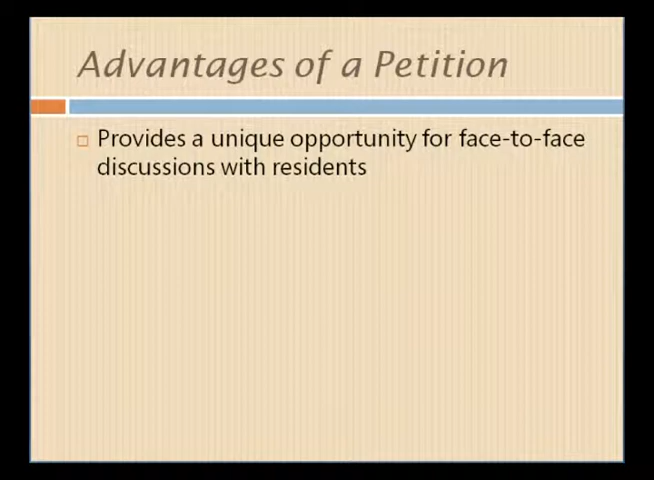 Advantages of a Petition
Provides a unique opportunity for face-to-face
discussions with residents